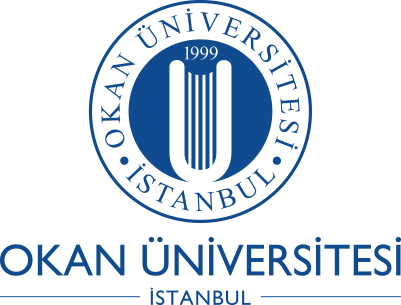 OKAN ÜNİVERSİTESİ
1999
• İSTANBUL •
OKAN ÜNİVERSİTESİ
İSTANBUL